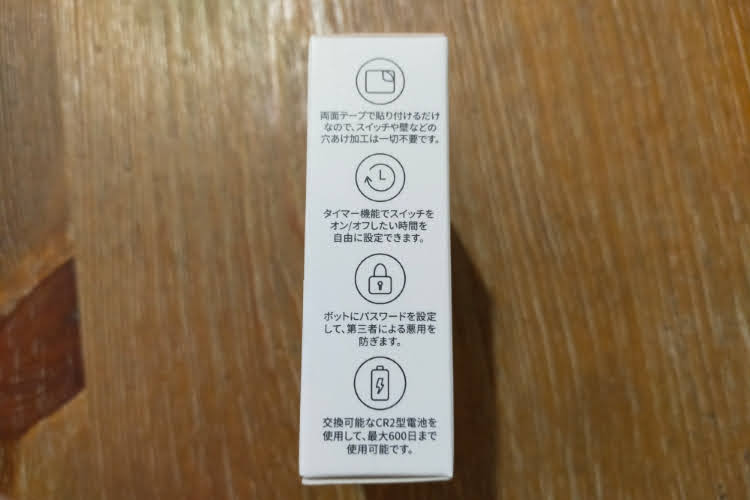 両面テープで貼り付けるだけ
なので、スイッチや壁などの
穴あけ加工は一切不要です。
タイマー機能でスイッチを
オン/オフしたい時間を
自由に設定できます。
ボットにパスワードを設定
して、第三者による悪用を
防ぎます。
交換可能なCR2型電池を
使用して、最大600日まで
使用可能です。